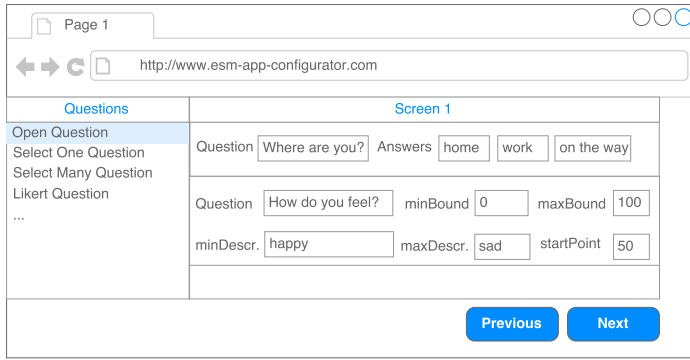 Page 1
http://www.esm-app-configurator.com
Questions
Screen 1
Open Question
Select One Question
Select Many Question
Likert Question
...
Question Where are you? Answers home work on the way
Question How do you feel? minBound 0 maxBound 100
minDescr. happy maxDescr. sad startPoint 50
Previous Next